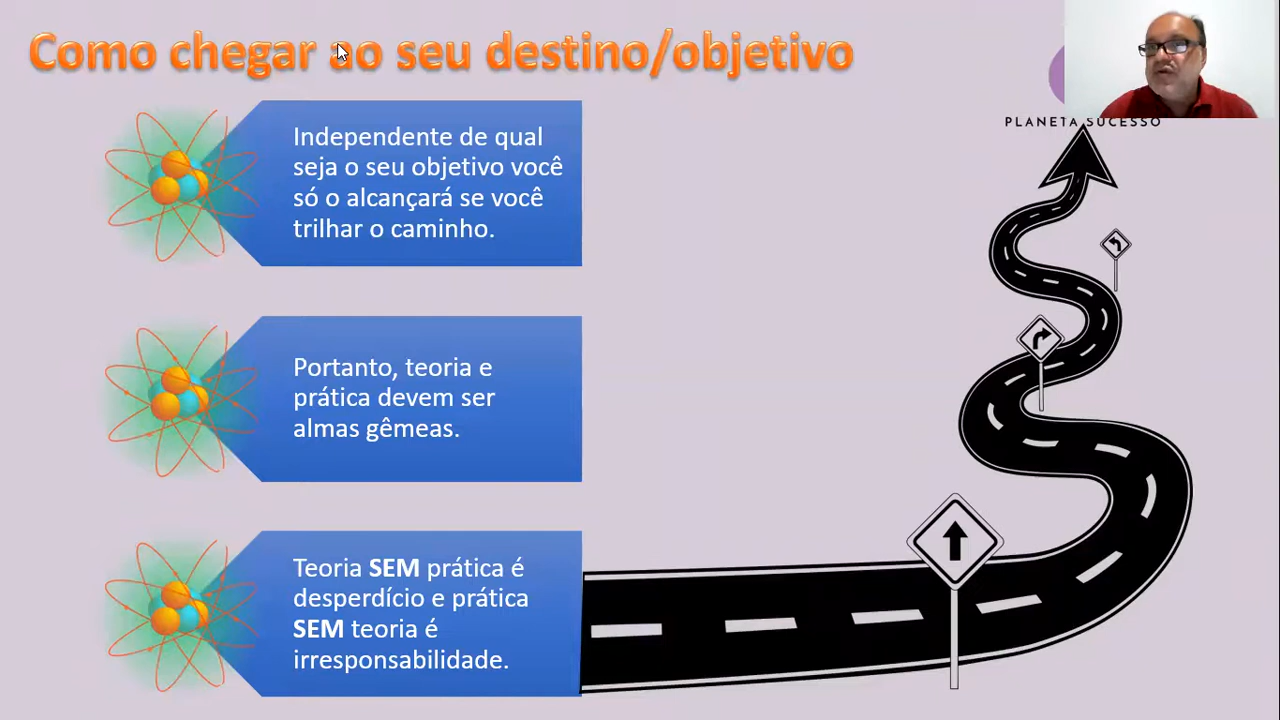 Como chegar ao seu destino/objetivo
Independente de qual
seja o seu objetivo você
só o alcançará se você
trilhar o caminho.
Portanto, teoria e
prática devem ser
almas gêmeas.
Teoria SEM prática é
desperdício e prática
SEM teoria é
irresponsabilidade.
PLANETA SUCESSO